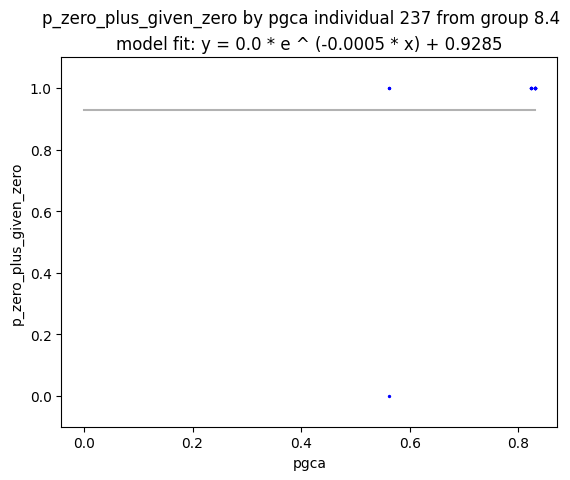 p_zero_plus_given_zero by pgca individual 237 from group 8.4
model fit: y = 0.0 * e ^ (-0.0005 * x) + 0.9285
1.0
0.8
0.6
0.4
0.2
0.0
p_zero_plus_given_zero
0.0 0.2 0.4 0.6 0.8
pgca